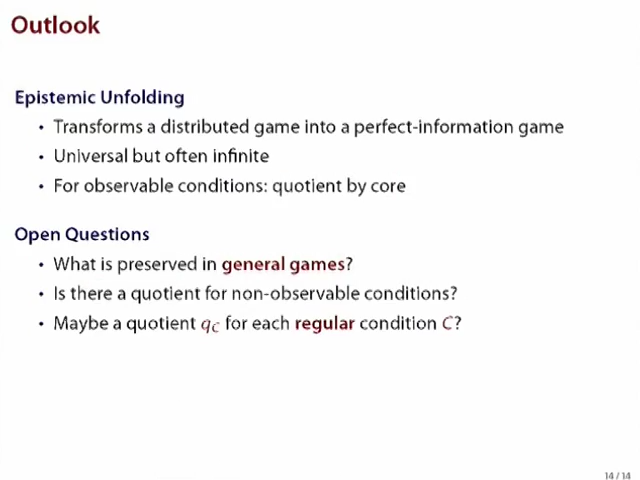 Outlook
Epistemic Unfolding
• Transforms a distributed game into a perfect-information game
• Universal but often infinite
• For observable conditions: quotient by core
Open Questions
• What is preserved in general games?
• Is there a quotient for non-observable conditions?
• Maybe a quotient q_C for each regular condition C?
14 / 14